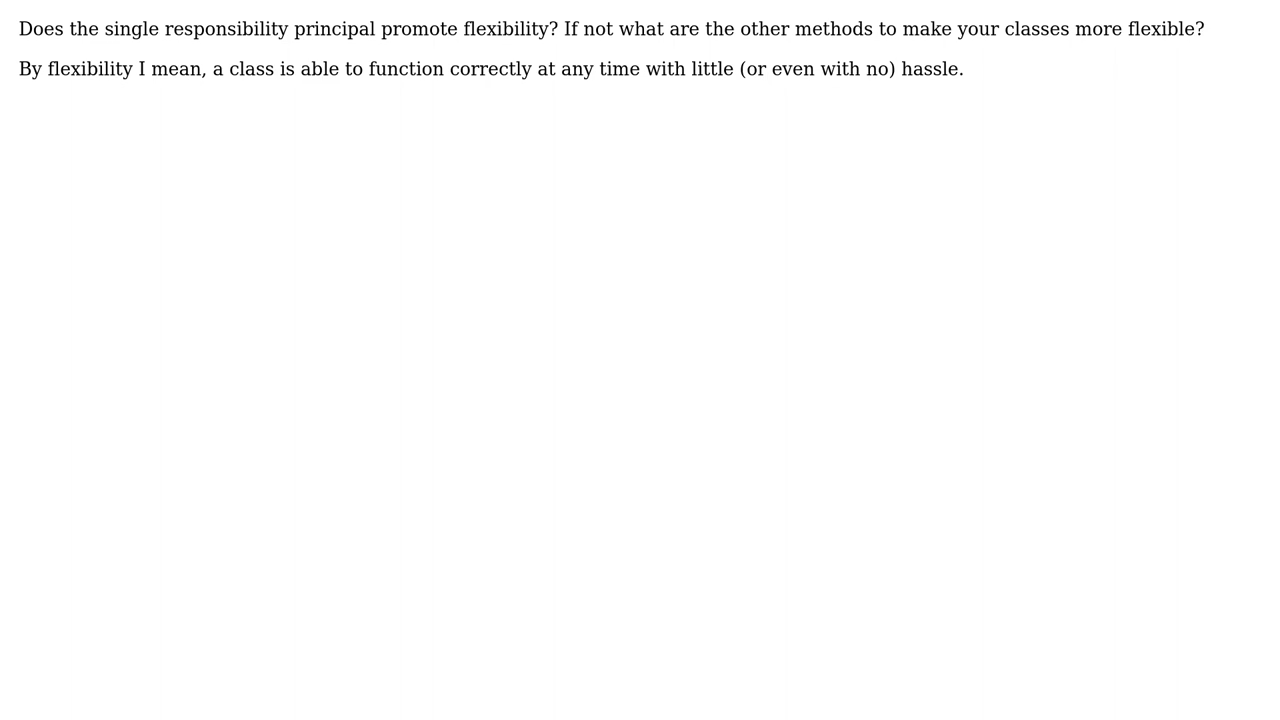 Does the single responsibility principal promote flexibility? If not what are the other methods to make your classes more flexible?
By flexibility I mean, a class is able to function correctly at any time with little (or even with no) hassle.